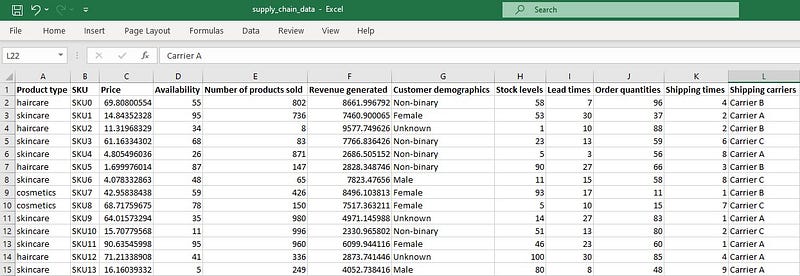 supply_chain_data - Excel Search
File Home Insert Page Layout Formulas Data Review View Help
L22 fx Carrier A
A B C D E F G H I J K L
1 Product type SKU Price Availability Number of products sold Revenue generated Customer demographics Stock levels Lead times Order quantities Shipping times Shipping carriers
2 haircare SKU0 69.80800554 55 802 8661.996792 Non-binary 58 7 96 4 Carrier B
3 skincare SKU1 14.84352328 95 736 7460.900065 Female 53 30 37 2 Carrier A
4 haircare SKU2 11.31968329 34 8 9577.749626 Unknown 1 10 88 2 Carrier B
5 skincare SKU3 61.16334302 68 83 7766.836426 Non-binary 23 13 59 6 Carrier C
6 skincare SKU4 4.805496036 26 871 2686.505152 Non-binary 5 3 56 8 Carrier A
7 haircare SKU5 1.699976014 87 147 2828.348746 Non-binary 90 27 66 3 Carrier B
8 skincare SKU6 4.078332863 48 65 7823.47656 Male 11 15 58 8 Carrier C
9 cosmetics SKU7 42.95838438 59 426 8496.103813 Female 93 17 11 1 Carrier B
10 cosmetics SKU8 68.71759675 78 150 7517.363211 Female 5 10 15 7 Carrier C
11 skincare SKU9 64.01573294 35 980 4971.145988 Unknown 14 27 83 1 Carrier A
12 skincare SKU10 15.70779568 11 996 2330.965802 Non-binary 51 13 80 2 Carrier C
13 skincare SKU11 90.63545998 95 960 6099.944116 Female 46 23 60 1 Carrier A
14 haircare SKU12 71.21338908 41 336 2873.741446 Unknown 100 30 85 4 Carrier A
15 skincare SKU13 16.16039332 5 249 4052.738416 Male 80 8 48 9 Carrier A